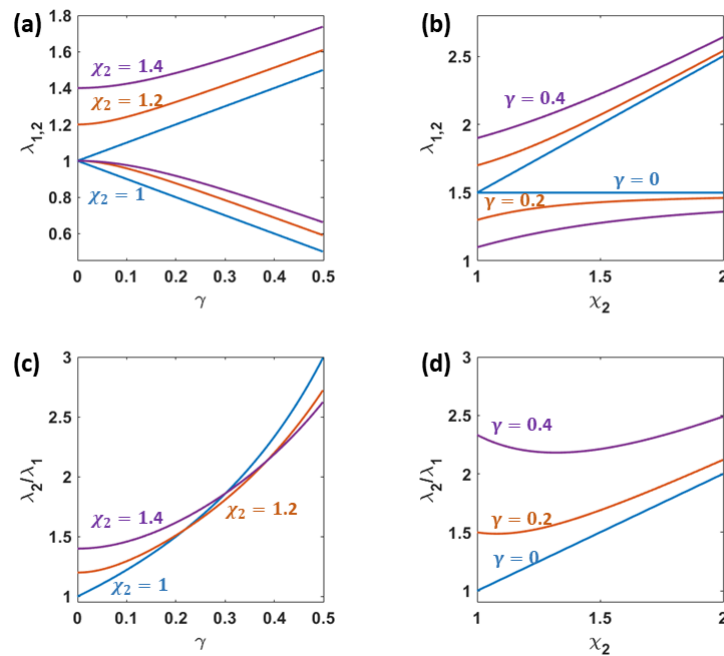 (a)
1.8
1.6
1.4
1.2
1
0.8
0.6
λ1,2
χ₂ = 1.4
χ₂ = 1.2
χ₂ = 1
0 0.1 0.2 0.3 0.4 0.5
γ
(b)
2.5
2
1.5
1
λ1,2
γ = 0.4
γ = 0
γ = 0.2
1 1.5 2
χ₂
(c)
3
2.5
2
1.5
1
λ₂/λ₁
χ₂ = 1.4
χ₂ = 1.2
χ₂ = 1
0 0.1 0.2 0.3 0.4 0.5
γ
(d)
3
2.5
2
1.5
1
λ₂/λ₁
γ = 0.4
γ = 0.2
γ = 0
1 1.5 2
χ₂